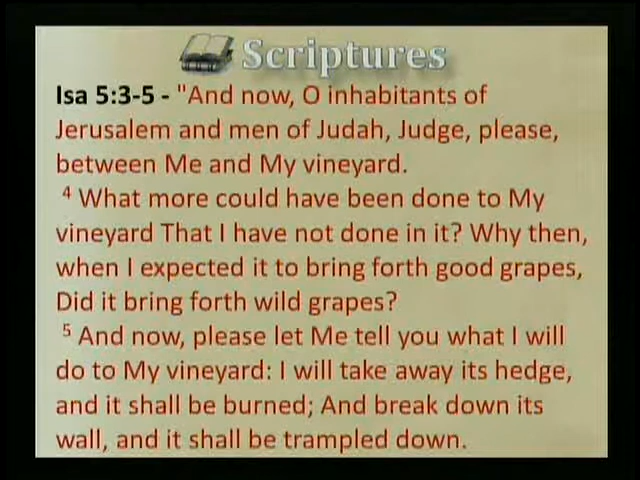 Scriptures
Isa 5:3-5 - "And now, O inhabitants of
Jerusalem and men of Judah, Judge, please,
between Me and My vineyard.
4 What more could have been done to My
vineyard That I have not done in it? Why then,
when I expected it to bring forth good grapes,
Did it bring forth wild grapes?
5 And now, please let Me tell you what I will
do to My vineyard: I will take away its hedge,
and it shall be burned; And break down its
wall, and it shall be trampled down.